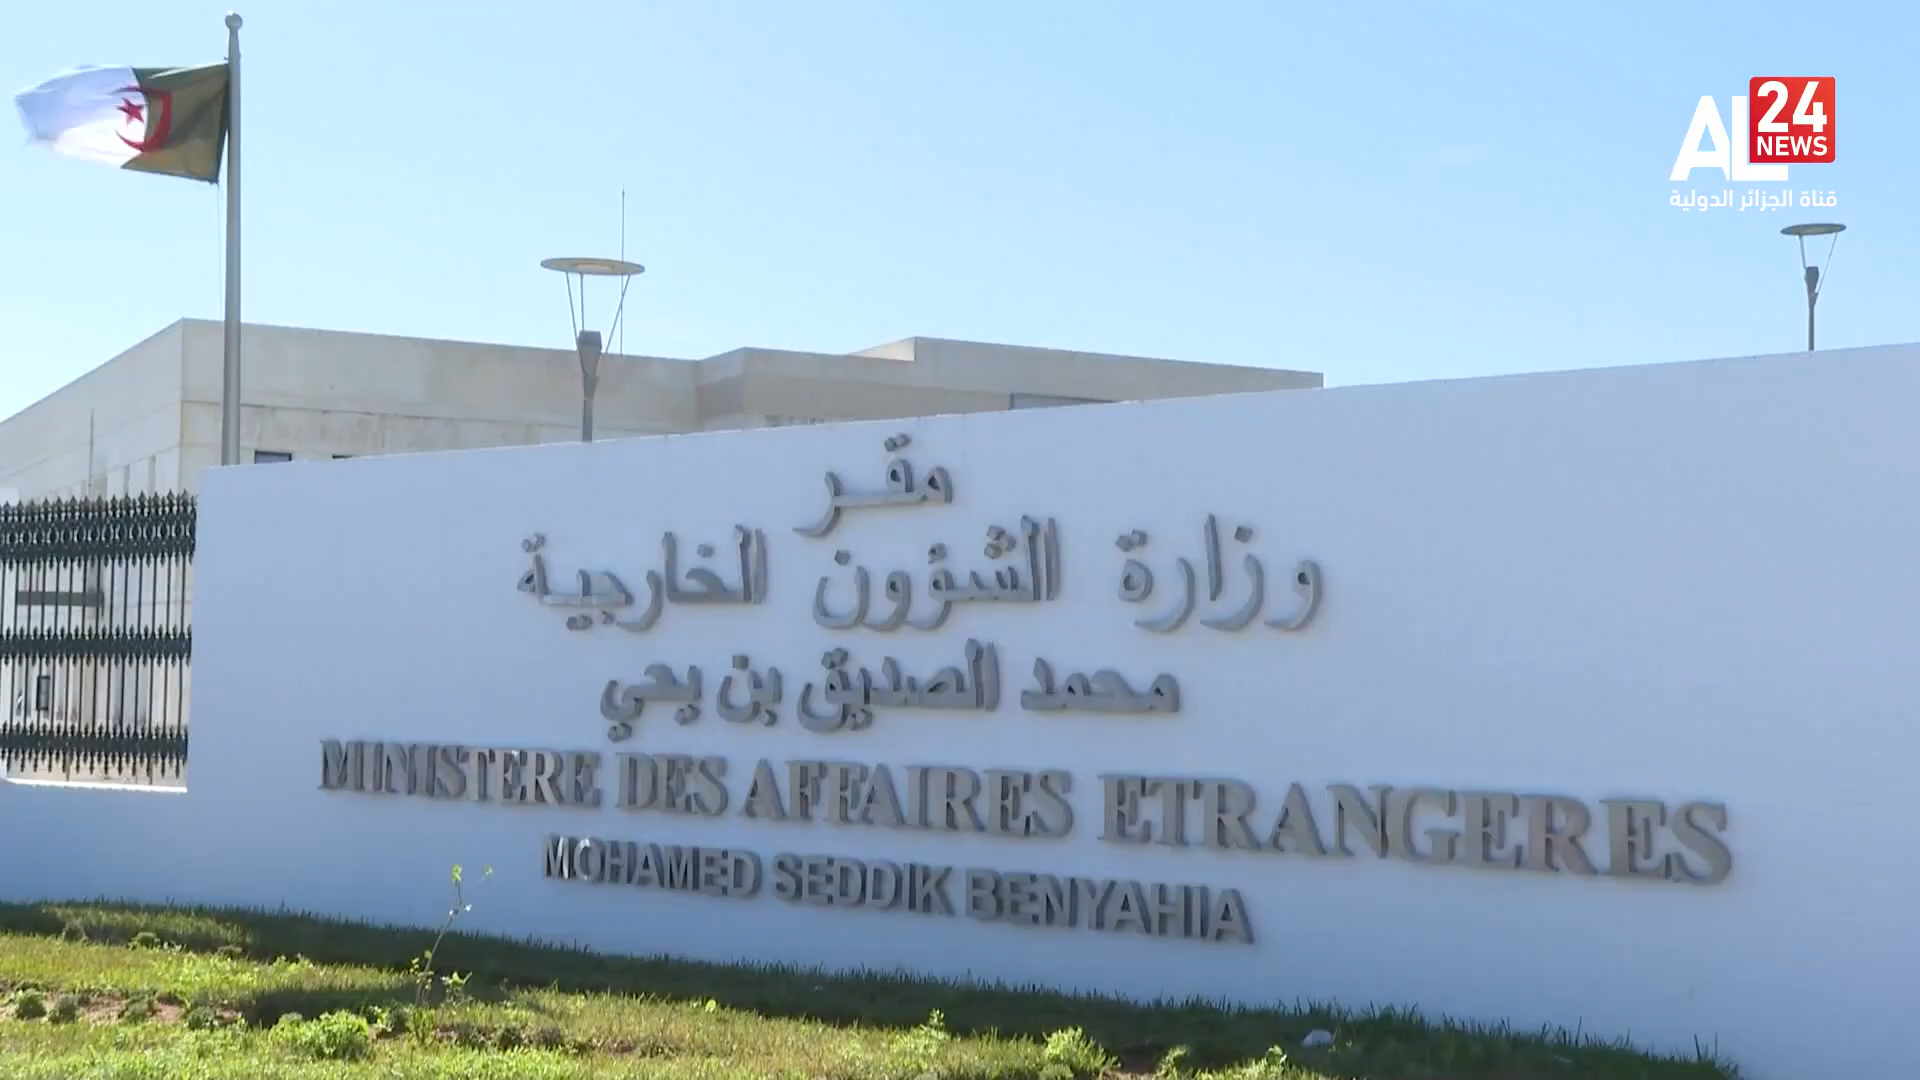 AL
24
NEWS
قناة الجزائر الدولية
مقر
وزارة الشؤون الخارجية
محمد الصديق بن يحي
MINISTERE DES AFFAIRES ETRANGERES
MOHAMED SEDDIK BENYAHIA